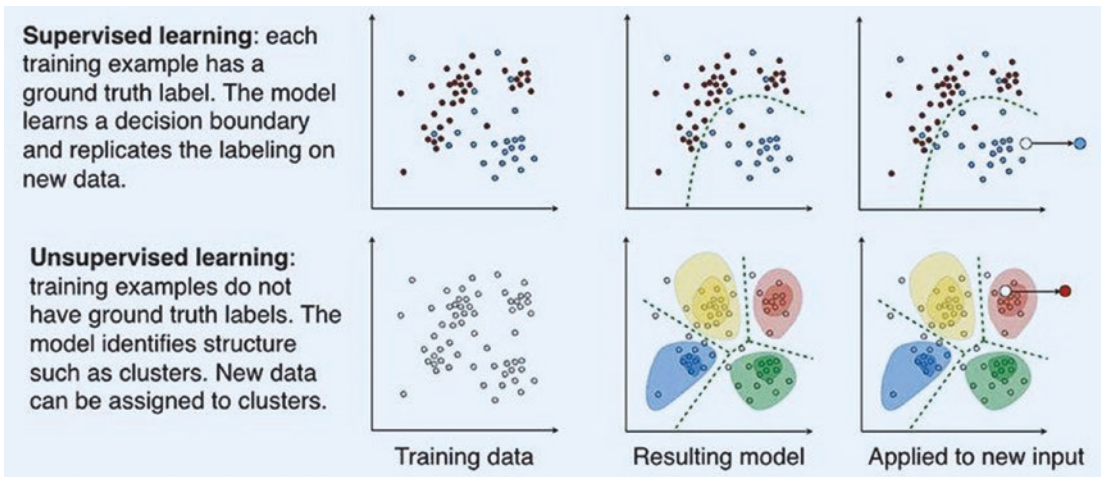 Supervised learning: each
training example has a
ground truth label. The model
learns a decision boundary
and replicates the labeling on
new data.
Unsupervised learning:
training examples do not
have ground truth labels. The
model identifies structure
such as clusters. New data
can be assigned to clusters.
Training data
Resulting model
Applied to new input